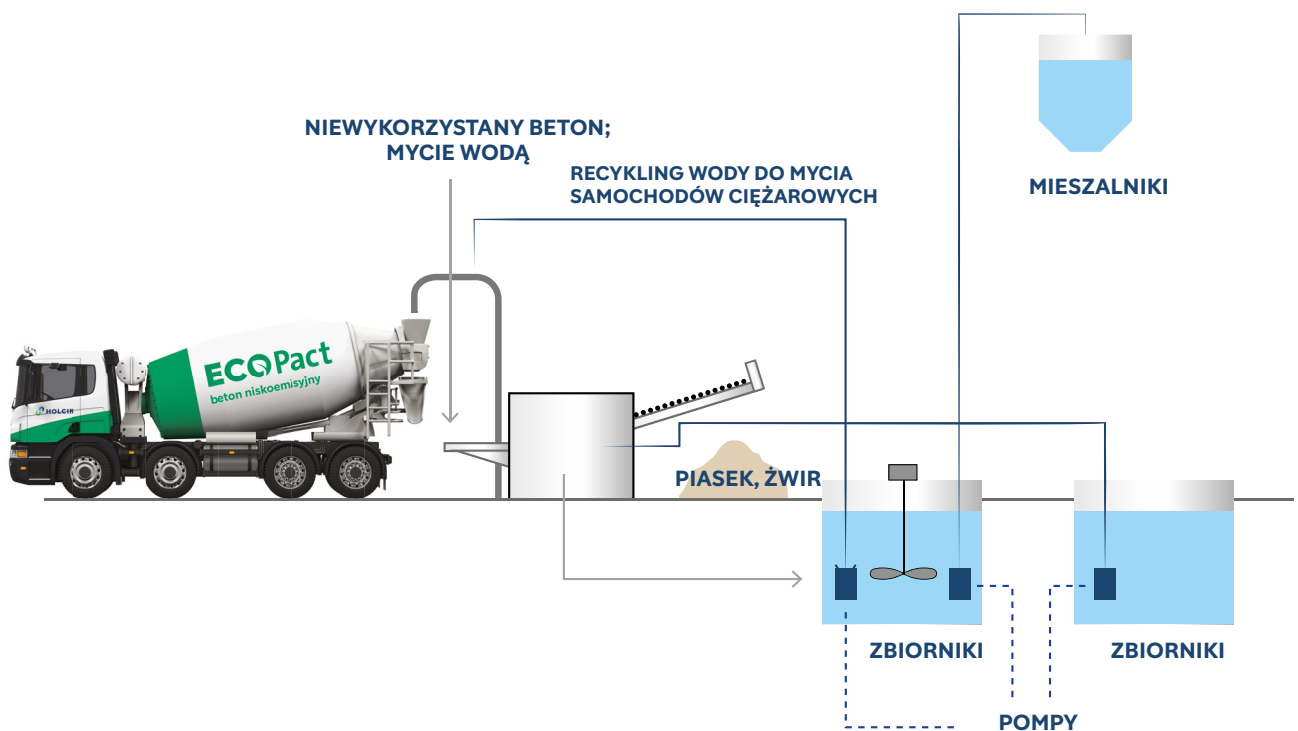 NIEWYKORZYSTANY BETON;
MYCIE WODĄ
RECYKLING WODY DO MYCIA
SAMOCHODÓW CIĘŻAROWYCH
MIESZALNIKI
ECOPact
beton niskoemisyjny
HOLCIM
PIASEK, ŻWIR
ZBIORNIKI
ZBIORNIKI
POMPY